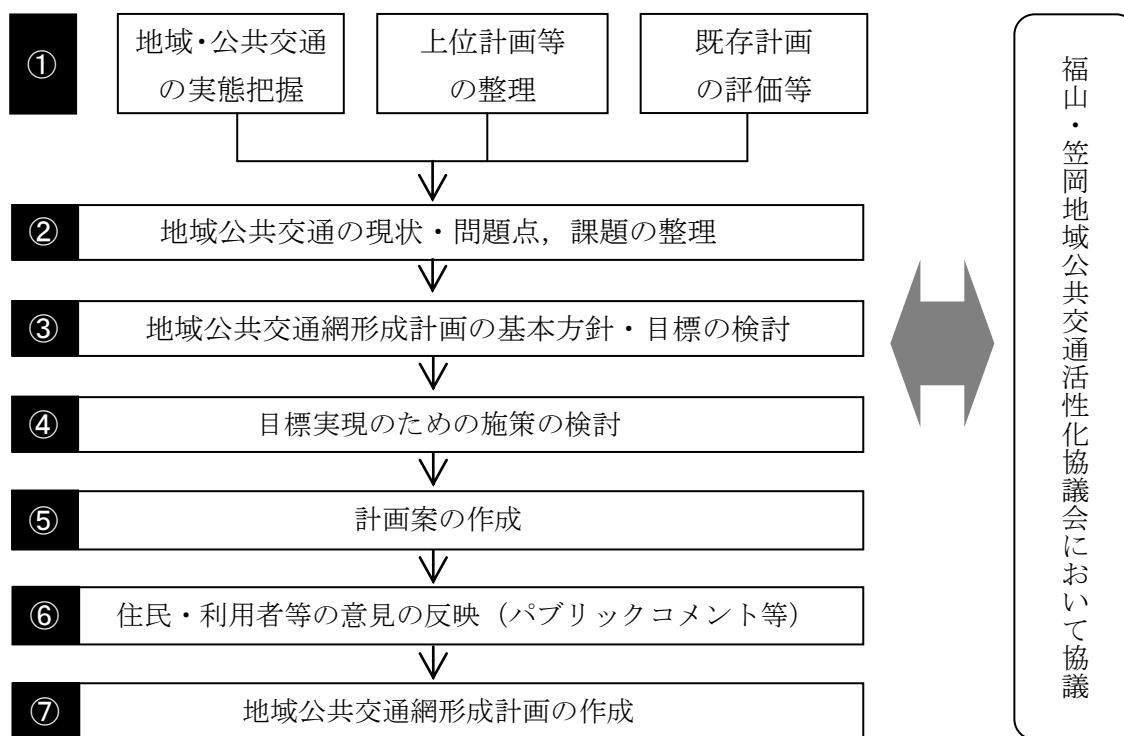 ①
地域・公共交通
の実態把握
上位計画等
の整理
既存計画
の評価等
②
地域公共交通の現状・問題点，課題の整理
③
地域公共交通網形成計画の基本方針・目標の検討
④
目標実現のための施策の検討
⑤
計画案の作成
⑥
住民・利用者等の意見の反映（パブリックコメント等）
⑦
地域公共交通網形成計画の作成
福山・笠岡地域公共交通活性化協議会において協議